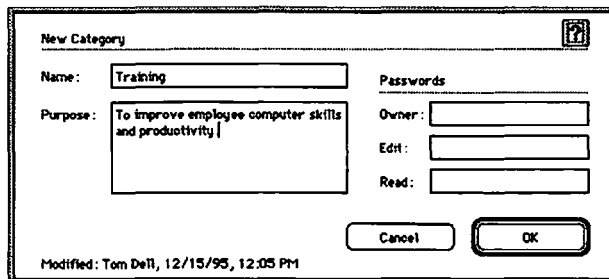 New Category
?
Name: Training
Purpose: To improve employee computer skills
and productivity
Passwords
Owner:
Edit:
Read:
Cancel
OK
Modified: Tom Dell, 12/15/95, 12:05 PM